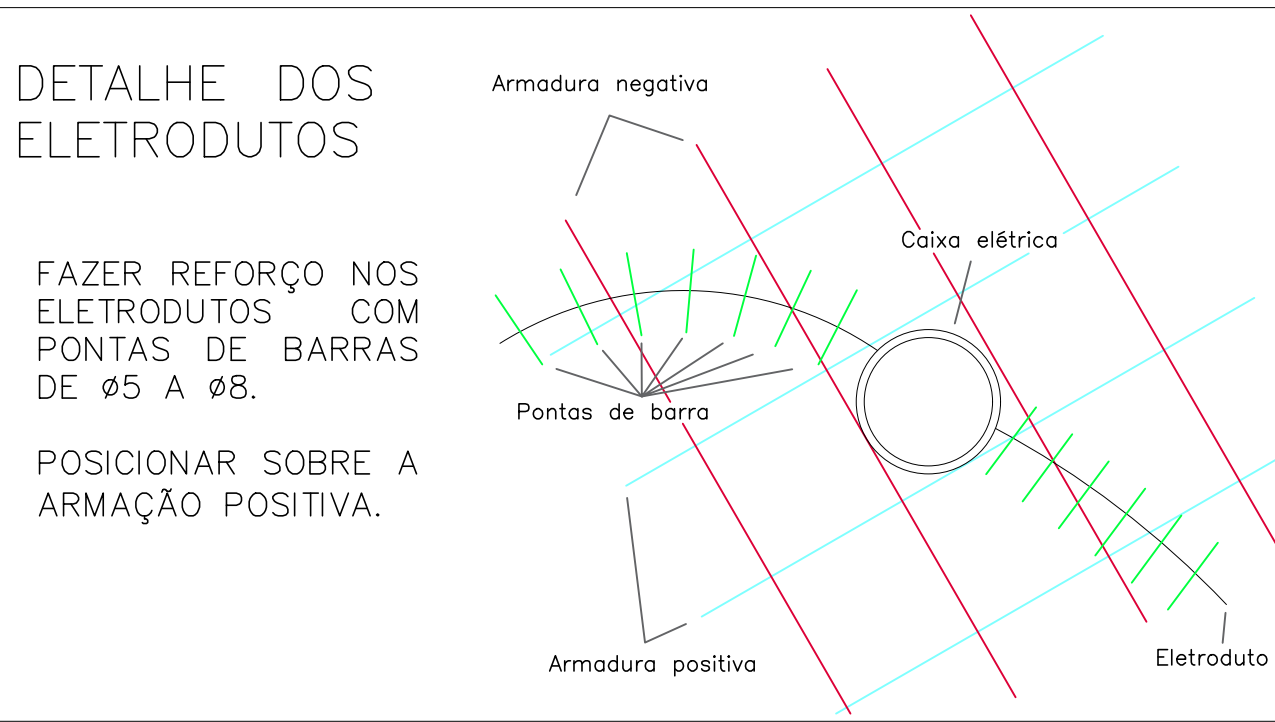 DETALHE DOS
ELETRODUTOS
FAZER REFORÇO NOS
ELETRODUTOS COM
PONTAS DE BARRAS
DE ø5 A ø8.
POSICIONAR SOBRE A
ARMAÇÃO POSITIVA.
Armadura negativa
Caixa elétrica
Pontas de barra
Armadura positiva
Eletroduto